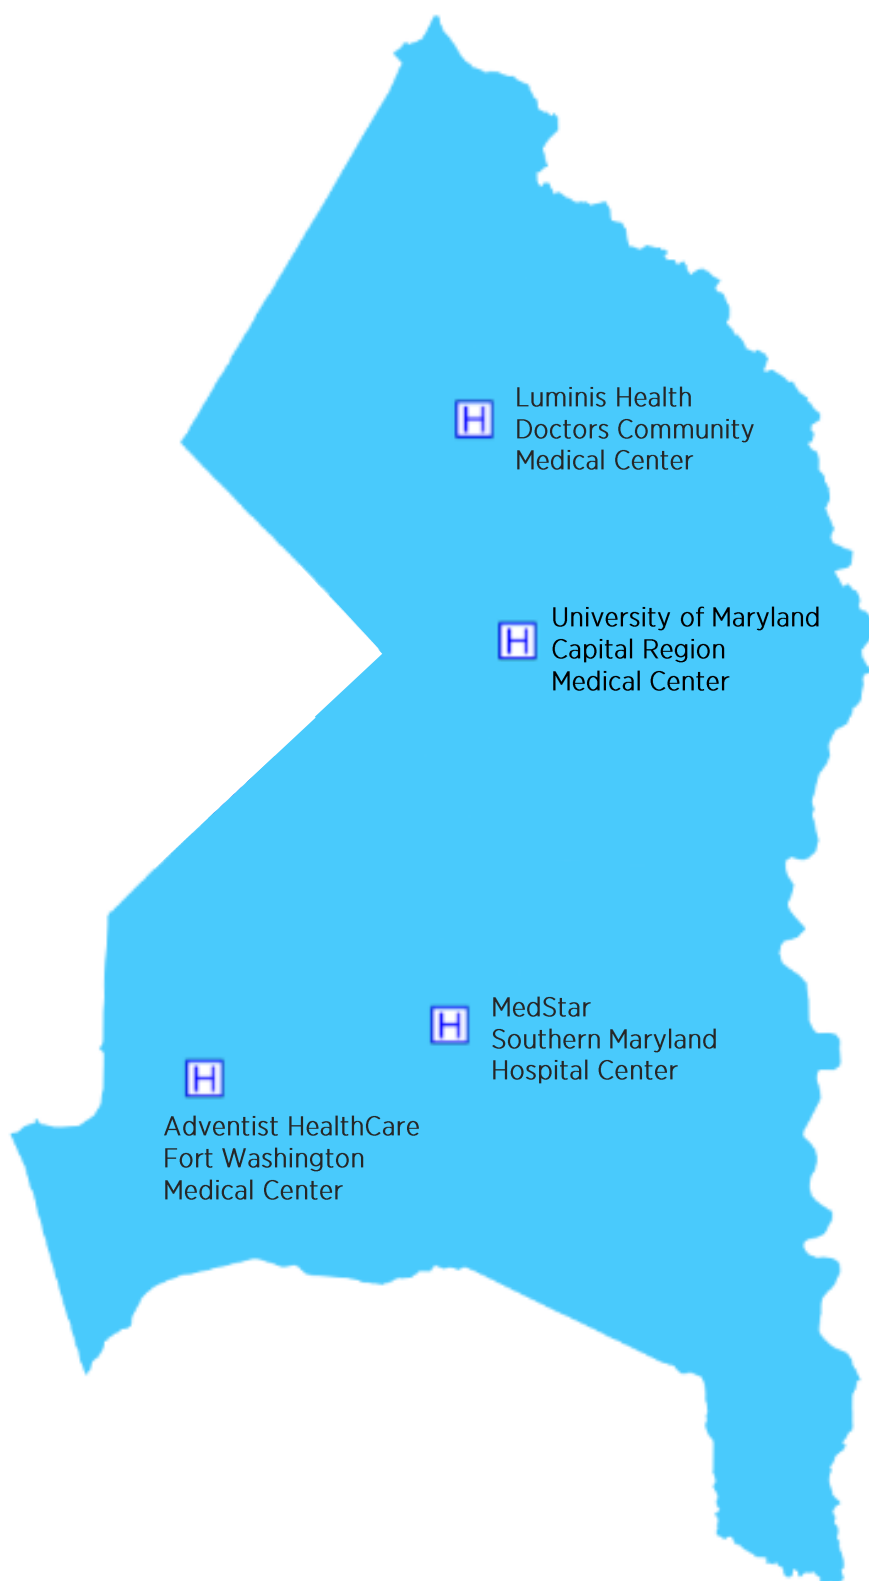 H
Luminis Health
Doctors Community
Medical Center
H
University of Maryland
Capital Region
Medical Center
H
MedStar
Southern Maryland
Hospital Center
H
Adventist HealthCare
Fort Washington
Medical Center